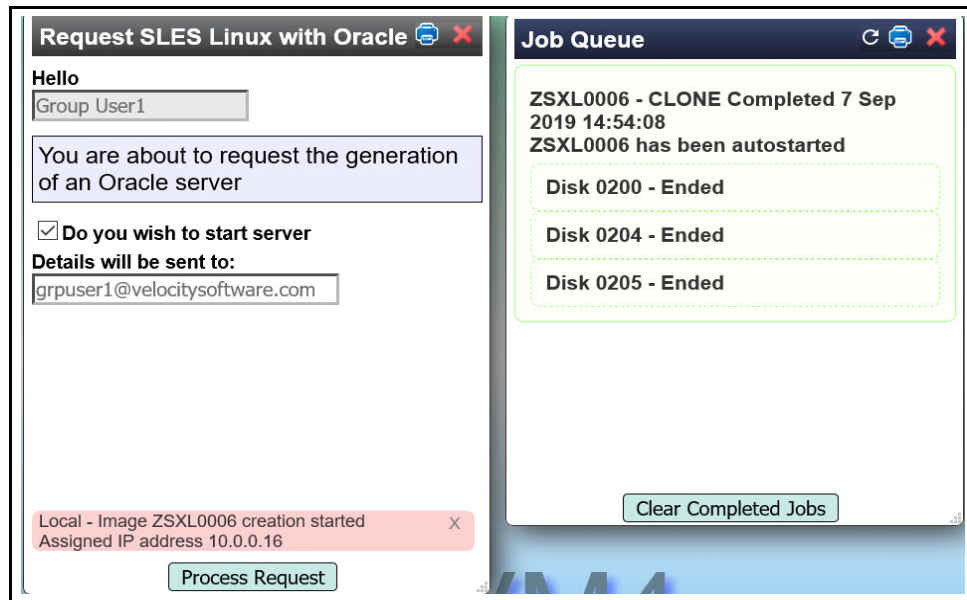 Request SLES Linux with Oracle
Hello
Group User1
You are about to request the generation
of an Oracle server
Do you wish to start server
Details will be sent to:
grpuser1@velocitysoftware.com
Local - Image ZSXL0006 creation started
Assigned IP address 10.0.0.16
X
Process Request
Job Queue
ZSXL0006 - CLONE Completed 7 Sep
2019 14:54:08
ZSXL0006 has been autostarted
Disk 0200 - Ended
Disk 0204 - Ended
Disk 0205 - Ended
Clear Completed Jobs